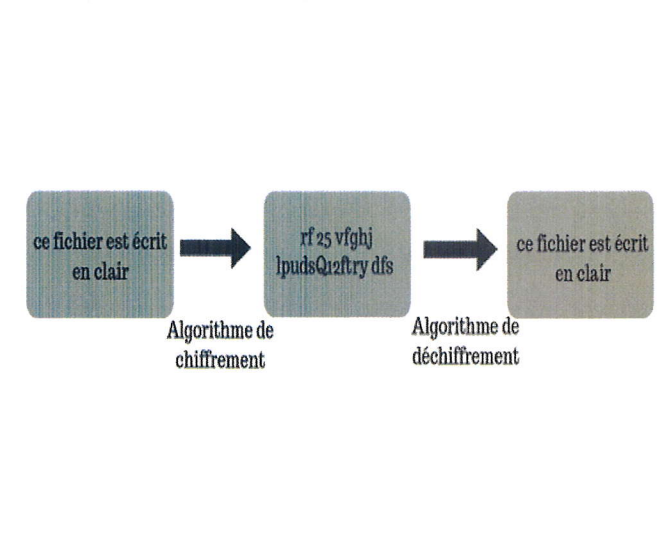 ce fichier est écrit
en clair
rf 25 vfghj
lpudsQ12ftry dfs
ce fichier est écrit
en clair
Algorithme de
chiffrement
Algorithme de
déchiffrement